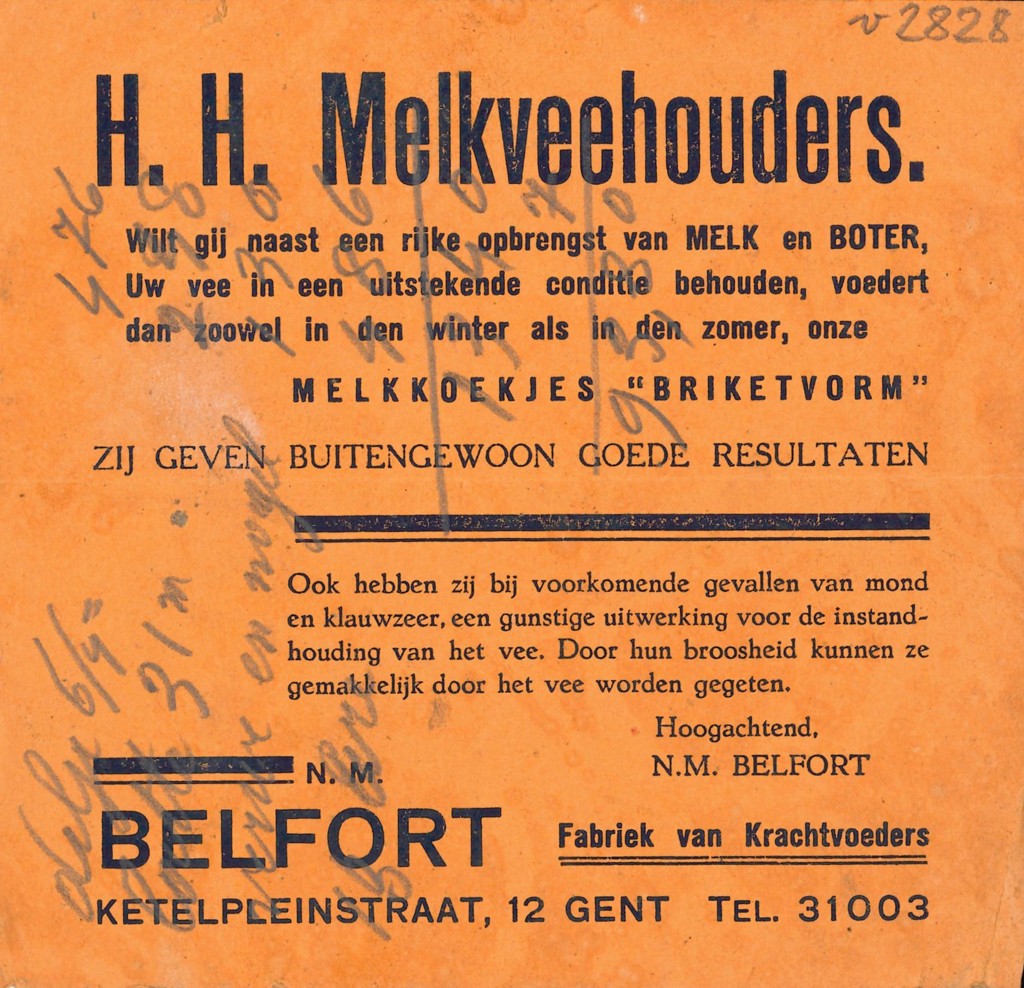 v 2828
H. H. Melkveehouders.
Wilt gij naast een rijke opbrengst van MELK en BOTER,
Uw vee in een uitstekende conditie behouden, voedert
dan zoowel in den winter als in den zomer, onze
MELKKOEKJES "BRIKETVORM"
ZIJ GEVEN BUITENGEWOON GOEDE RESULTATEN
Ook hebben zij bij voorkomende gevallen van mond
en klauwzeer, een gunstige uitwerking voor de instand-
houding van het vee. Door hun broosheid kunnen ze
gemakkelijk door het vee worden gegeten.
Hoogachtend,
N.M. BELFORT
N. M.
BELFORT
Fabriek van Krachtvoeders
KETELPLEINSTRAAT, 12 GENT TEL. 31003
476
486
31 m